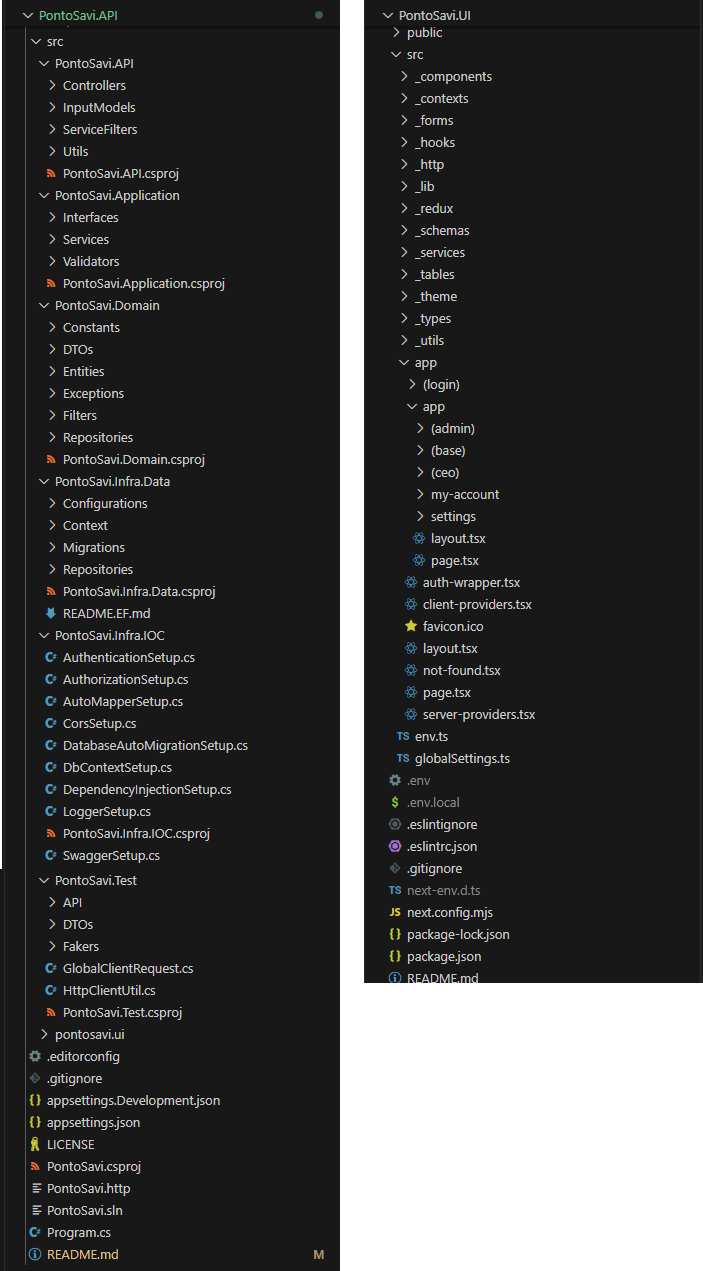 PontoSavi.API
src
PontoSavi.API
Controllers
InputModels
ServiceFilters
Utils
PontoSavi.API.csproj
PontoSavi.Application
Interfaces
Services
Validators
PontoSavi.Application.csproj
PontoSavi.Domain
Constants
DTOs
Entities
Exceptions
Filters
Repositories
PontoSavi.Domain.csproj
PontoSavi.Infra.Data
Configurations
Context
Migrations
Repositories
PontoSavi.Infra.Data.csproj
README.EF.md
PontoSavi.Infra.IOC
C# AuthenticationSetup.cs
C# AuthorizationSetup.cs
C# AutoMapperSetup.cs
C# CorsSetup.cs
C# DatabaseAutoMigrationSetup.cs
C# DbContextSetup.cs
C# DependencyInjectionSetup.cs
C# LoggerSetup.cs
PontoSavi.Infra.IOC.csproj
C# SwaggerSetup.cs
PontoSavi.Test
API
DTOs
Fakers
C# GlobalClientRequest.cs
C# HttpClientUtil.cs
PontoSavi.Test.csproj
pontosavi.ui
.editorconfig
.gitignore
{} appsettings.Development.json
{} appsettings.json
LICENSE
PontoSavi.csproj
PontoSavi.http
PontoSavi.sln
C# Program.cs
README.md M
PontoSavi.UI
public
src
_components
_contexts
_forms
_hooks
_http
_lib
_redux
_schemas
_services
_tables
_theme
_types
_utils
app
(login)
app
(admin)
(base)
(ceo)
my-account
settings
layout.tsx
page.tsx
auth-wrapper.tsx
client-providers.tsx
favicon.ico
layout.tsx
not-found.tsx
page.tsx
server-providers.tsx
TS env.ts
TS globalSettings.ts
.env
$ .env.local
.eslintignore
.eslintrc.json
.gitignore
TS next-env.d.ts
JS next.config.mjs
{} package-lock.json
{} package.json
README.md